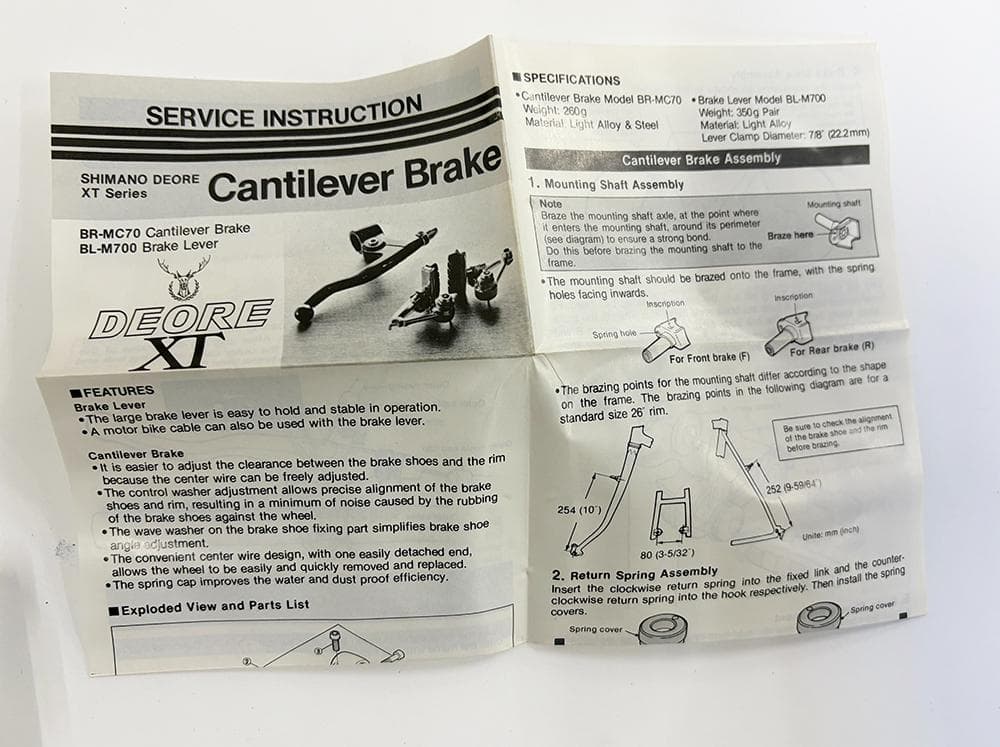 SERVICE INSTRUCTION
SHIMANO DEORE
XT Series
Cantilever Brake
BR-MC70 Cantilever Brake
BL-M700 Brake Lever
DEORE
XT
■FEATURES
Brake Lever
•The large brake lever is easy to hold and stable in operation.
•A motor bike cable can also be used with the brake lever.
Cantilever Brake
•It is easier to adjust the clearance between the brake shoes and the rim
because the center wire can be freely adjusted.
•The control washer adjustment allows precise alignment of the brake
shoes and rim, resulting in a minimum of noise caused by the rubbing
of the brake shoes against the wheel.
•The wave washer on the brake shoe fixing part simplifies brake shoe
angle adjustment.
•The convenient center wire design, with one easily detached end,
allows the wheel to be easily and quickly removed and replaced.
•The spring cap improves the water and dust proof efficiency.
■Exploded View and Parts List
②
③
■SPECIFICATIONS
•Cantilever Brake Model BR-MC70
Weight: 260g
Material: Light Alloy & Steel
•Brake Lever Model BL-M700
Weight: 350g Pair
Material: Light Alloy
Lever Clamp Diameter: 7/8" (22.2mm)
Cantilever Brake Assembly
1. Mounting Shaft Assembly
Note
Braze the mounting shaft axle, at the point where
it enters the mounting shaft, around its perimeter
(see diagram) to ensure a strong bond.
Do this before brazing the mounting shaft to the
frame.
Mounting shaft
Braze here
•The mounting shaft should be brazed onto the frame, with the spring
holes facing inwards.
Inscription
Inscription
Spring hole
For Front brake (F)
For Rear brake (R)
•The brazing points for the mounting shaft differ according to the shape
on the frame. The brazing points in the following diagram are for a
standard size 26" rim.
Be sure to check the alignment
of the brake shoe and the rim
before brazing.
254 (10")
252 (9-59/64")
80 (3-5/32")
Unite: mm (inch)
2. Return Spring Assembly
Insert the clockwise return spring into the fixed link and the counter-
clockwise return spring into the hook respectively. Then install the spring
covers.
Spring cover
Spring cover